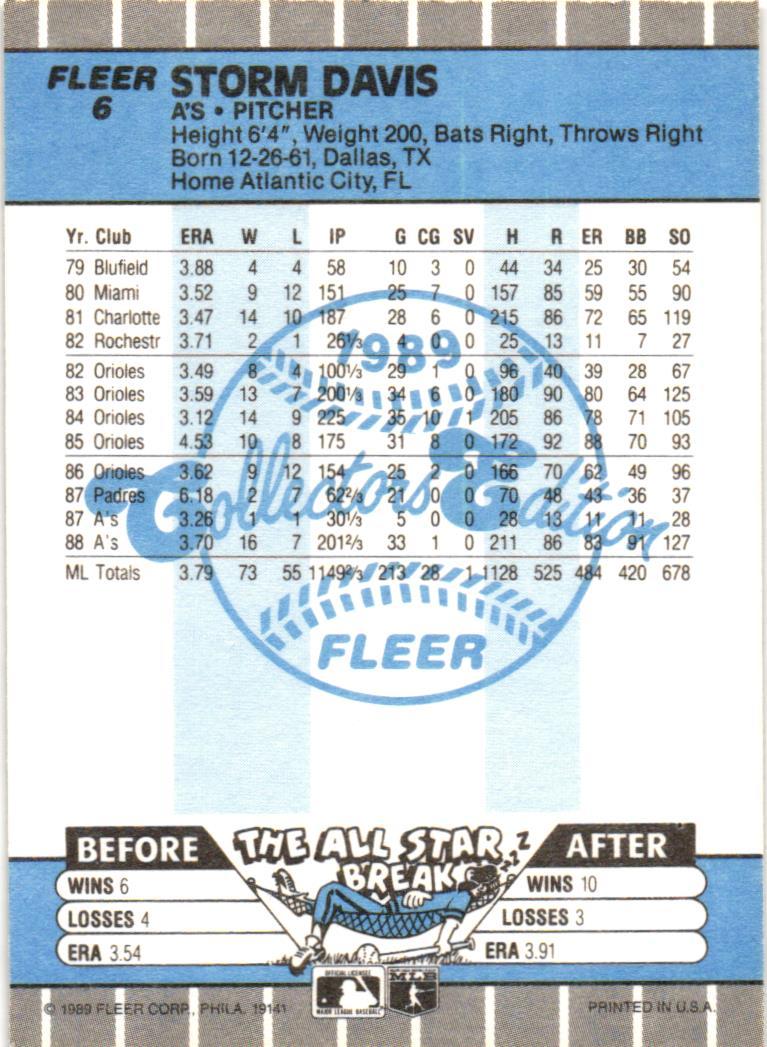 FLEER STORM DAVIS
6 A'S • PITCHER
Height 6'4", Weight 200, Bats Right, Throws Right
Born 12-26-61, Dallas, TX
Home Atlantic City, FL
Yr. Club ERA W L IP G CG SV H R ER BB SO
79 Blufield 3.88 4 4 58 10 3 0 44 34 25 30 54
80 Miami 3.52 9 12 151 25 7 0 157 85 59 55 90
81 Charlotte 3.47 14 10 187 28 6 0 215 86 72 65 119
82 Rochestr 3.71 2 1 26⅓ 4 0 0 25 13 11 7 27
82 Orioles 3.49 8 4 100⅓ 29 1 0 96 40 39 28 67
83 Orioles 3.59 13 7 200⅓ 34 6 0 180 90 80 64 125
84 Orioles 3.12 14 9 225 35 10 1 205 86 78 71 105
85 Orioles 4.53 10 8 175 31 8 0 172 92 88 70 93
86 Orioles 3.62 9 12 154 25 2 0 166 70 62 49 96
87 Padres 6.18 2 7 62⅔ 21 0 0 70 48 43 36 37
87 A's 3.26 1 1 30⅓ 5 0 0 28 13 11 11 28
88 A's 3.70 16 7 201⅔ 33 1 0 211 86 83 91 127
ML Totals 3.79 73 55 1149⅔ 213 28 1 1128 525 484 420 678
1989
Collectors Edition
FLEER
BEFORE THE ALL STAR BREAK AFTER
zzZ
WINS 6 WINS 10
LOSSES 4 LOSSES 3
ERA 3.54 ERA 3.91
OFFICIAL LICENSEE
MAJOR LEAGUE BASEBALL
© 1989 FLEER CORP., PHILA. 19141 PRINTED IN U.S.A.